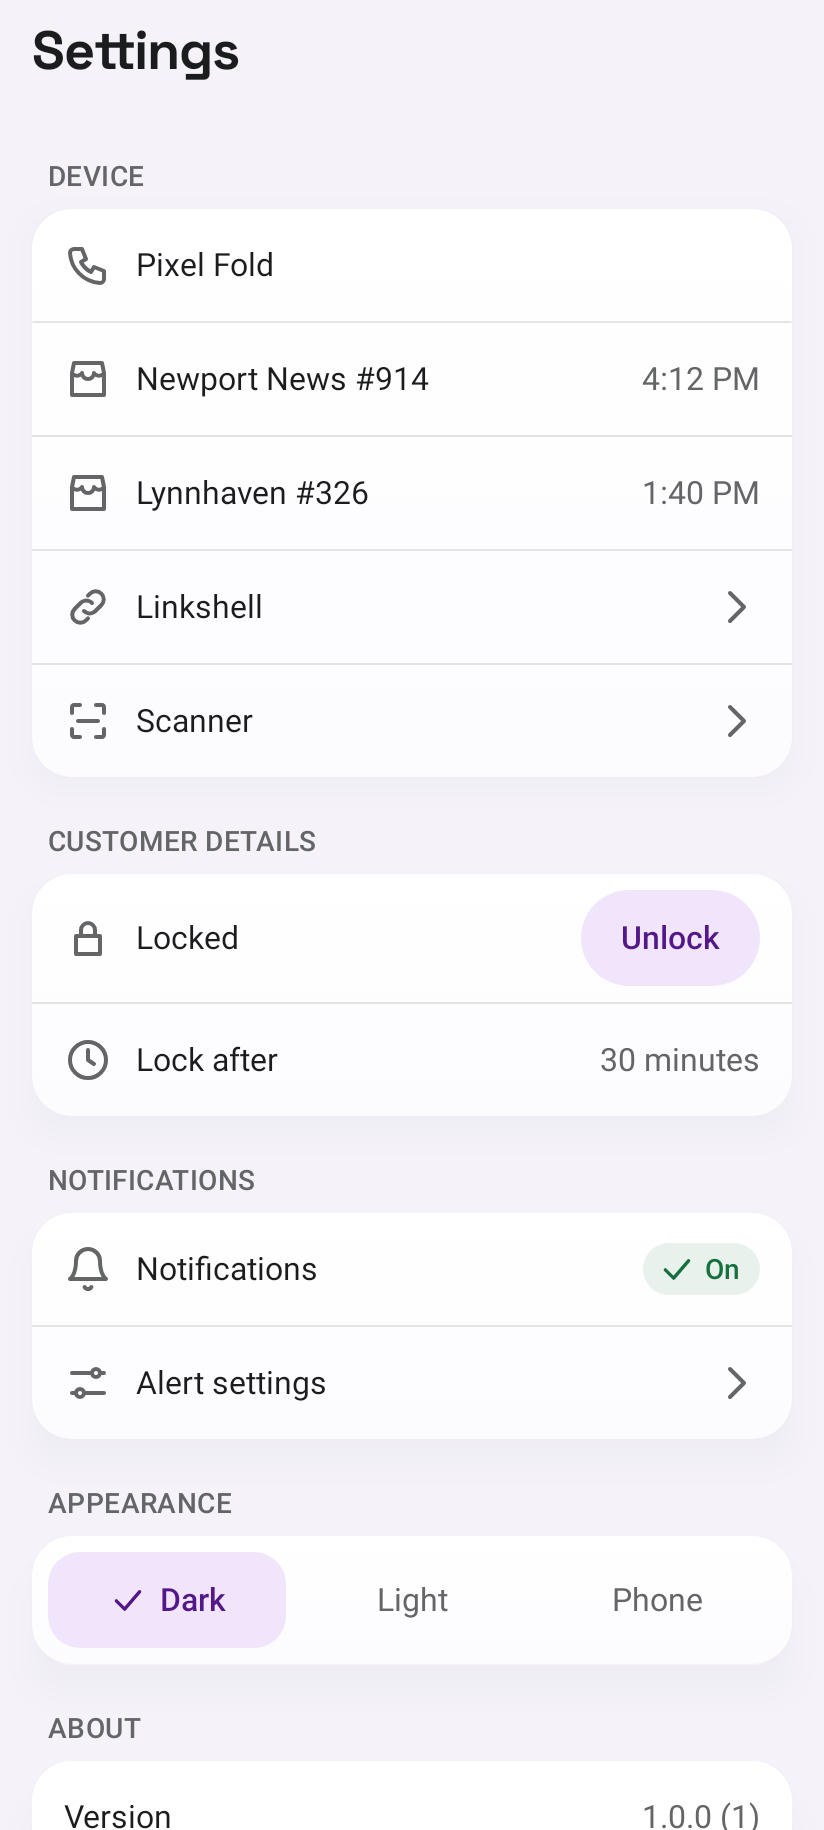 Settings
DEVICE
Pixel Fold
Newport News #914 4:12 PM
Lynnhaven #326 1:40 PM
Linkshell
Scanner
CUSTOMER DETAILS
Locked Unlock
Lock after 30 minutes
NOTIFICATIONS
Notifications On
Alert settings
APPEARANCE
Dark Light Phone
ABOUT
Version 1.0.0 (1)